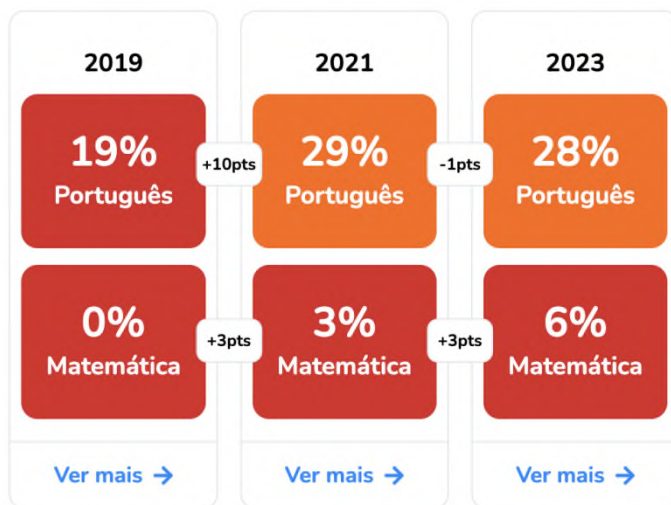 2019
2021
2023
19%
Português
+10pts
29%
Português
-1pts
28%
Português
0%
Matemática
+3pts
3%
Matemática
+3pts
6%
Matemática
Ver mais →
Ver mais →
Ver mais →